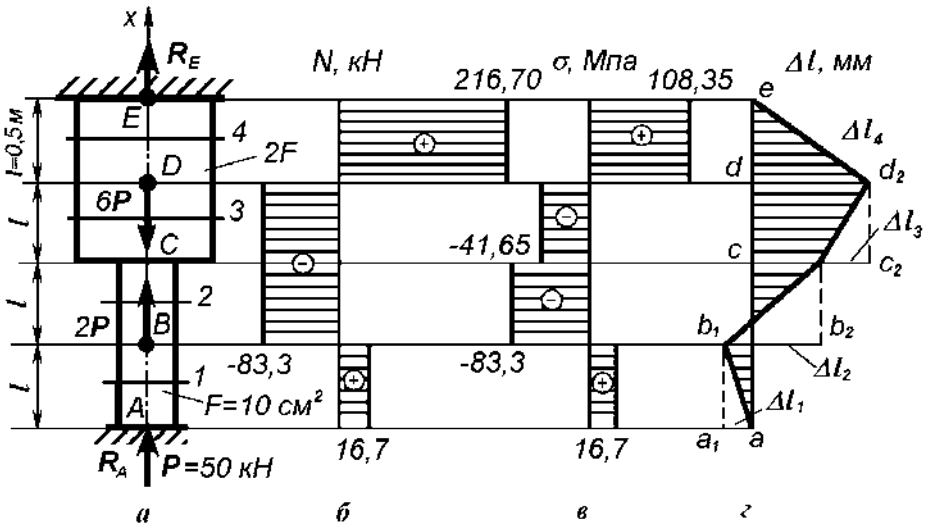 x
R_E
N, кН
σ, Мпа
Δl, мм
216,70
108,35
e
E
l=0,5м
4
2F
+
+
Δl₄
D
d
d₂
6P
3
l
C
-
-41,65
-
c
Δl₃
c₂
l
2
2P
B
-
b₁
b₂
-83,3
-83,3
Δl₂
l
1
+
+
A
F=10 см²
Δl₁
a₁
a
R_A
P=50 кН
16,7
16,7
а
б
в
г